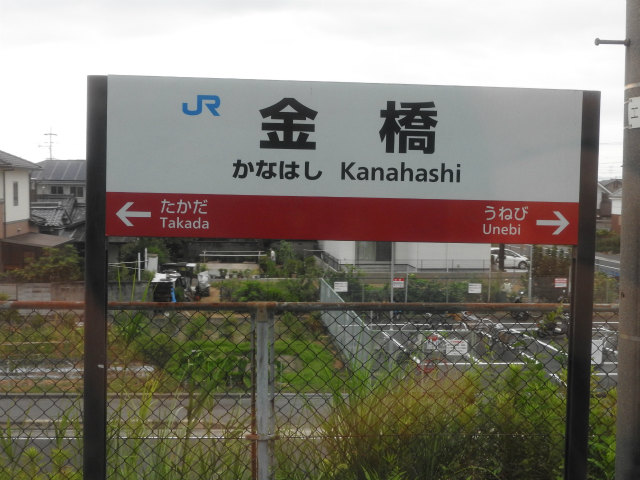 JR 金橋
かなはし Kanahashi
← たかだ
Takada
うねび →
Unebi